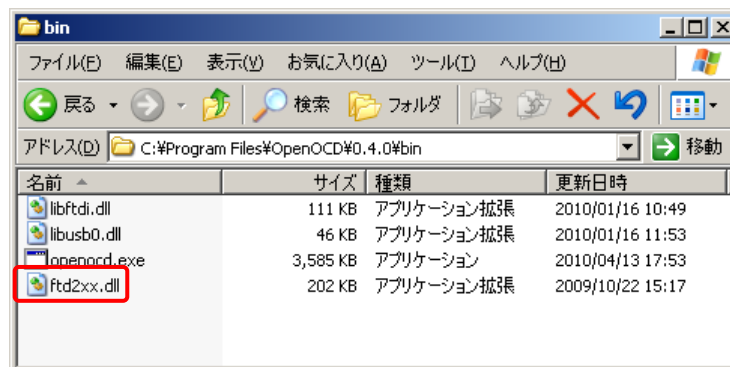 bin
ファイル(F) 編集(E) 表示(V) お気に入り(A) ツール(T) ヘルプ(H)
戻る 検索 フォルダ
アドレス(D) C:¥Program Files¥OpenOCD¥0.4.0¥bin 移動
名前 サイズ 種類 更新日時
libftdi.dll 111 KB アプリケーション拡張 2010/01/16 10:49
libusb0.dll 46 KB アプリケーション拡張 2010/01/16 11:53
openocd.exe 3,585 KB アプリケーション 2010/04/13 17:53
ftd2xx.dll 202 KB アプリケーション拡張 2009/10/22 15:17